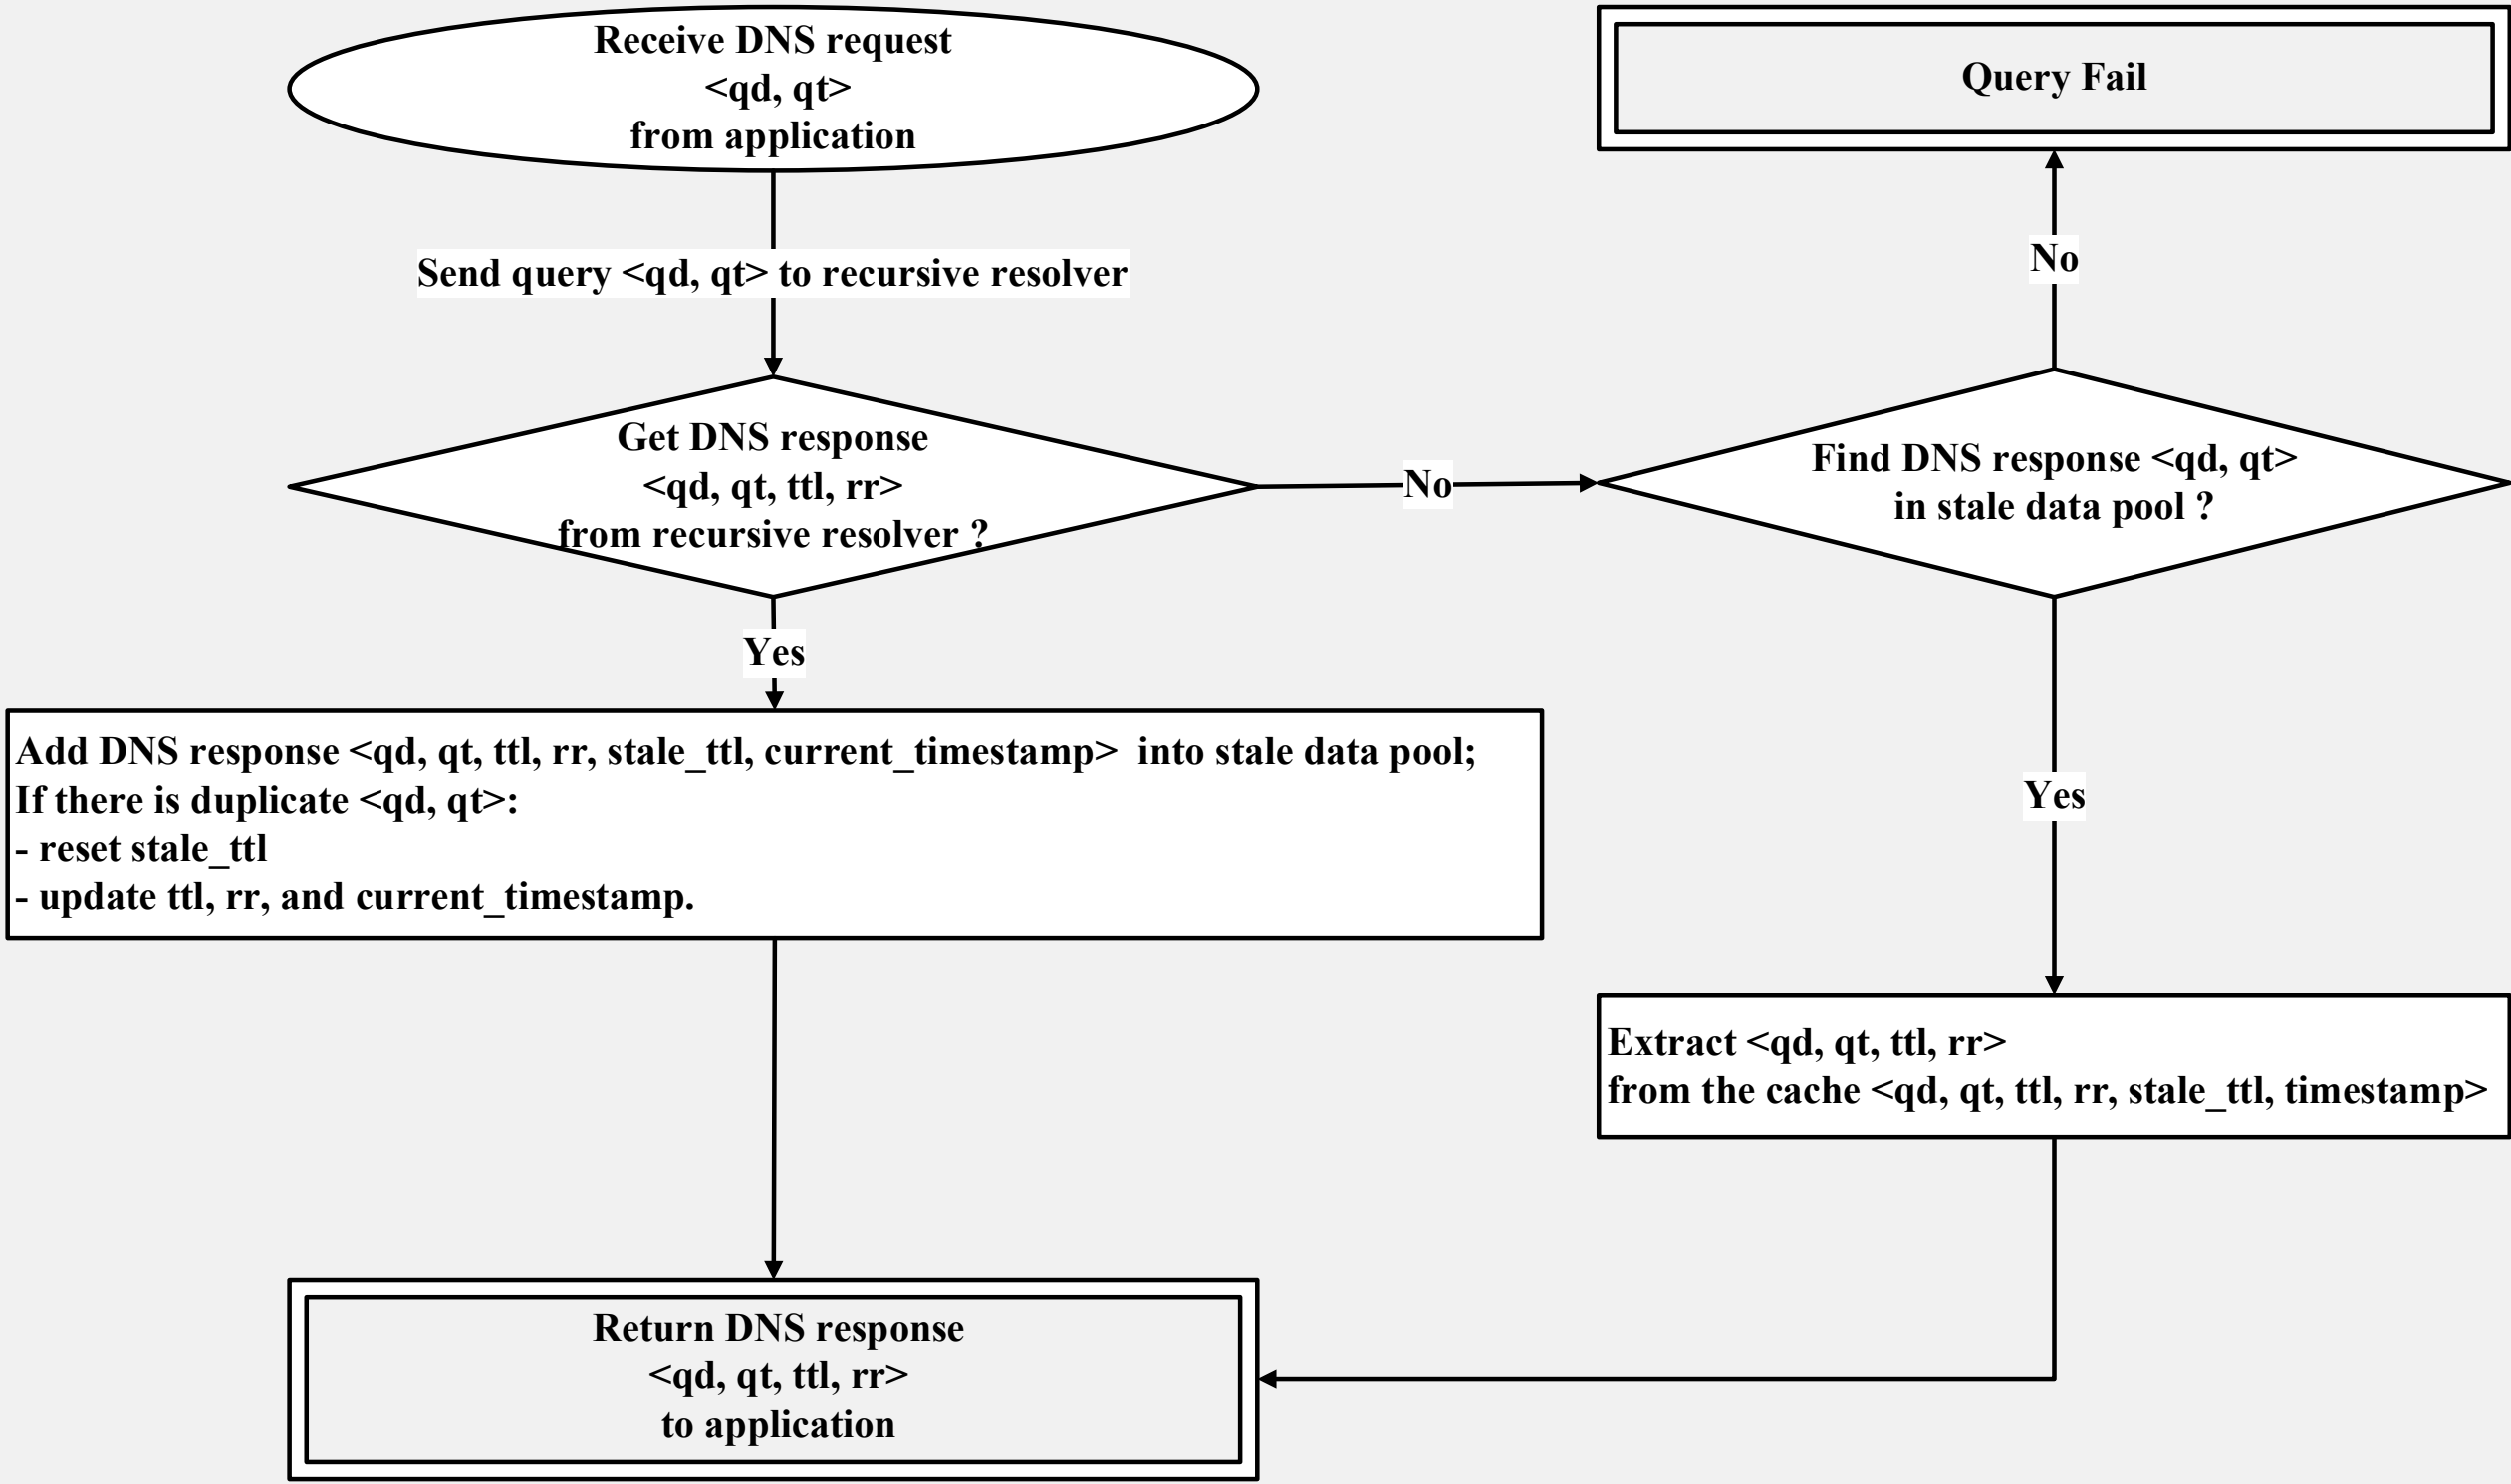 Receive DNS request
<qd, qt>
from application
Send query <qd, qt> to recursive resolver
Get DNS response
<qd, qt, ttl, rr>
from recursive resolver ?
No
Find DNS response <qd, qt>
in stale data pool ?
No
Query Fail
Yes
Add DNS response <qd, qt, ttl, rr, stale_ttl, current_timestamp>  into stale data pool;
If there is duplicate <qd, qt>:
- reset stale_ttl
- update ttl, rr, and current_timestamp.
Yes
Extract <qd, qt, ttl, rr>
from the cache <qd, qt, ttl, rr, stale_ttl, timestamp>
Return DNS response
<qd, qt, ttl, rr>
to application